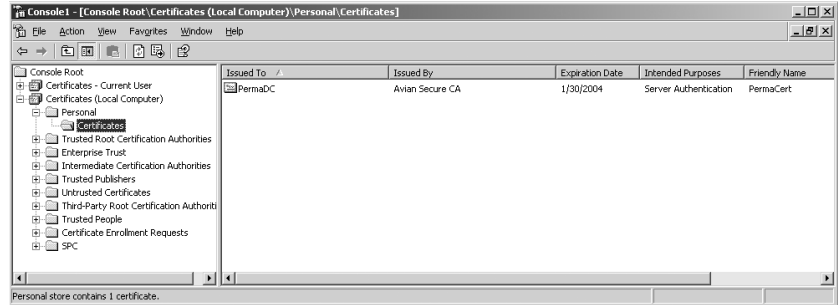 Console1 - [Console Root\Certificates (Local Computer)\Personal\Certificates]
File Action View Favorites Window Help
Console Root
Certificates - Current User
Certificates (Local Computer)
Personal
Certificates
Trusted Root Certification Authorities
Enterprise Trust
Intermediate Certification Authorities
Trusted Publishers
Untrusted Certificates
Third-Party Root Certification Authoriti
Trusted People
Certificate Enrollment Requests
SPC
Issued To Issued By Expiration Date Intended Purposes Friendly Name
PermaDC Avian Secure CA 1/30/2004 Server Authentication PermaCert
Personal store contains 1 certificate.